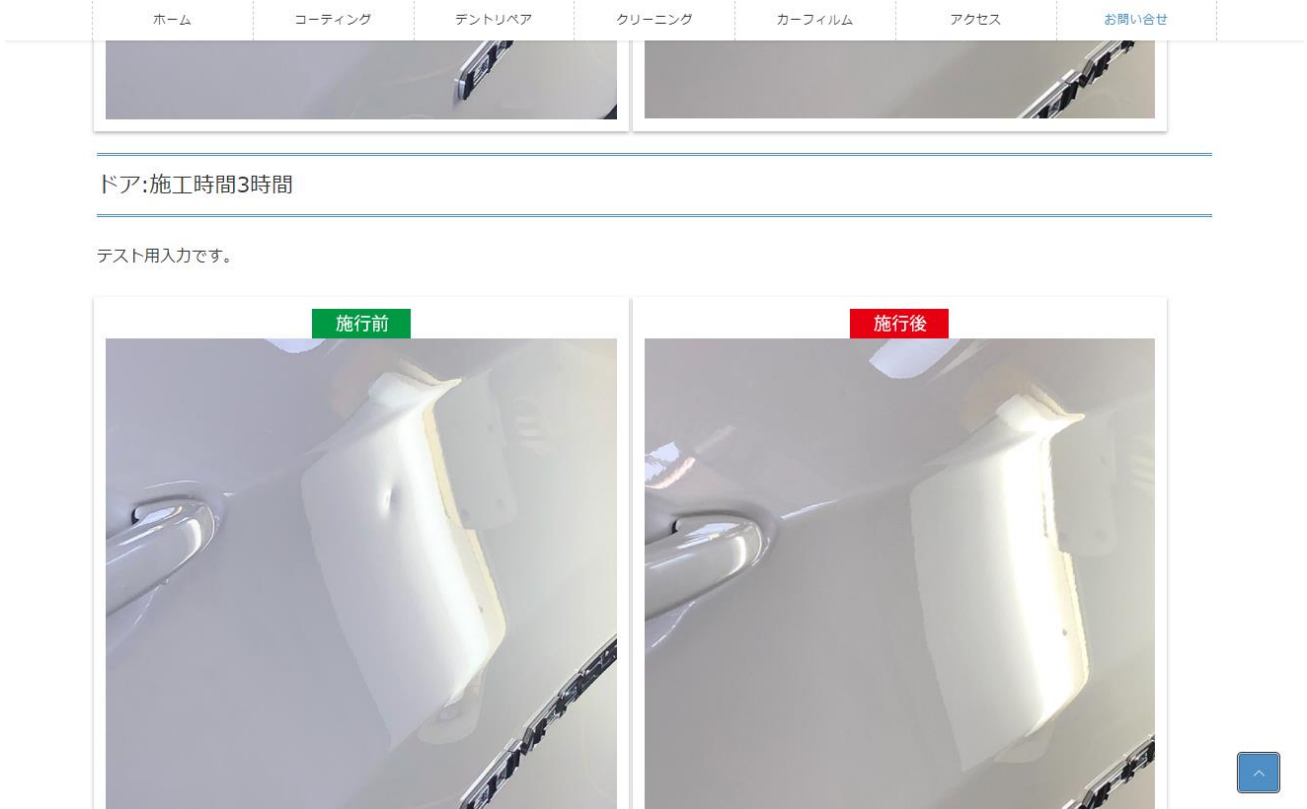 ホーム
コーティング
デントリペア
クリーニング
カーフィルム
アクセス
お問い合せ
ドア:施工時間3時間
テスト用入力です。
施行前
施行後